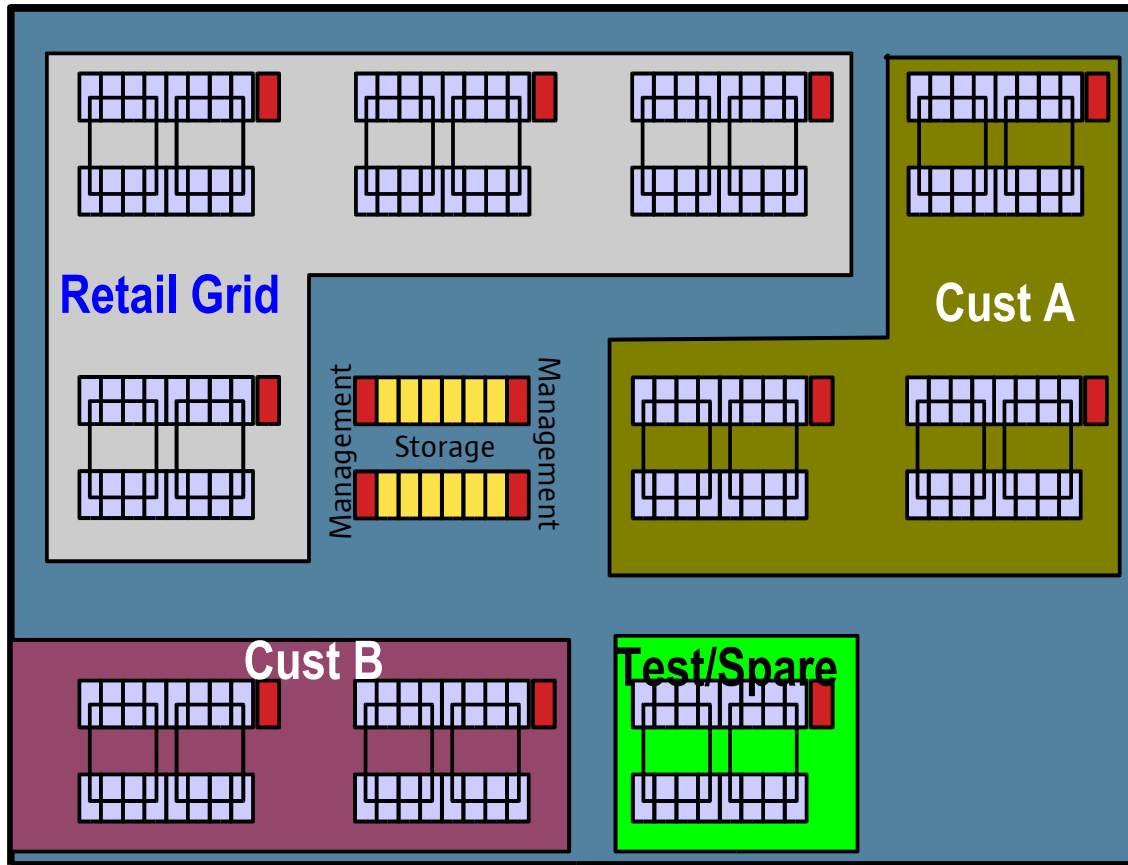 Retail Grid
Cust A
Management
Storage
Management
Cust B
Test/Spare